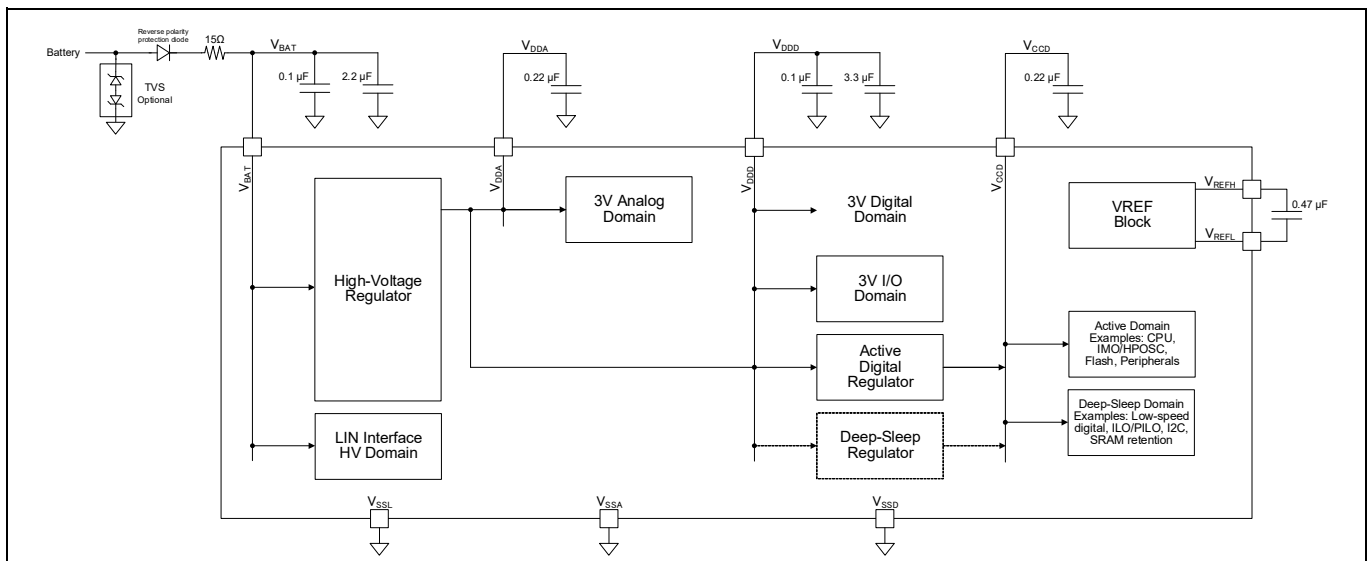 Reverse polarity
protection diode
15Ω
Battery
TVS
Optional
VBAT
0.1 µF
2.2 µF
VDDA
0.22 µF
VDDD
0.1 µF
3.3 µF
VCCD
0.22 µF
VBAT
VDDA
VDDD
VCCD
High-Voltage
Regulator
3V Analog
Domain
3V Digital
Domain
VREF
Block
VREFH
VREFL
0.47 µF
3V I/O
Domain
Active
Digital
Regulator
Active Domain
Examples: CPU,
IMO/HPOSC,
Flash, Peripherals
LIN Interface
HV Domain
Deep-Sleep
Regulator
Deep-Sleep Domain
Examples: Low-speed
digital, ILO/PILO, I2C,
SRAM retention
VSSL
VSSA
VSSD